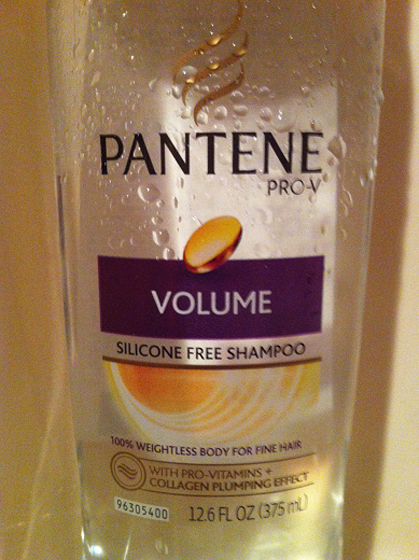 PANTENE
PRO-V
VOLUME
SILICONE FREE SHAMPOO
100% WEIGHTLESS BODY FOR FINE HAIR
WITH PRO-VITAMINS +
COLLAGEN PLUMPING EFFECT
96305400 12.6 FL OZ (375 mL)